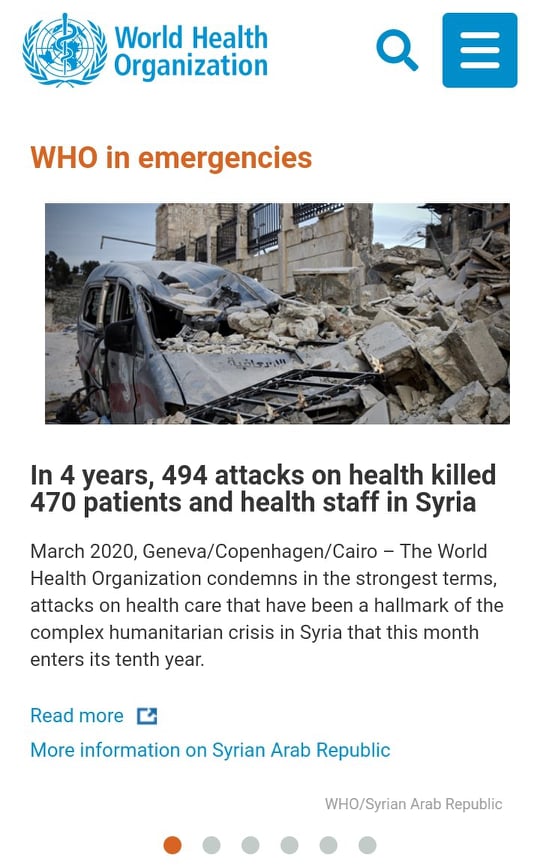 World Health
Organization
WHO in emergencies
In 4 years, 494 attacks on health killed
470 patients and health staff in Syria
March 2020, Geneva/Copenhagen/Cairo – The World
Health Organization condemns in the strongest terms,
attacks on health care that have been a hallmark of the
complex humanitarian crisis in Syria that this month
enters its tenth year.
Read more
More information on Syrian Arab Republic
WHO/Syrian Arab Republic